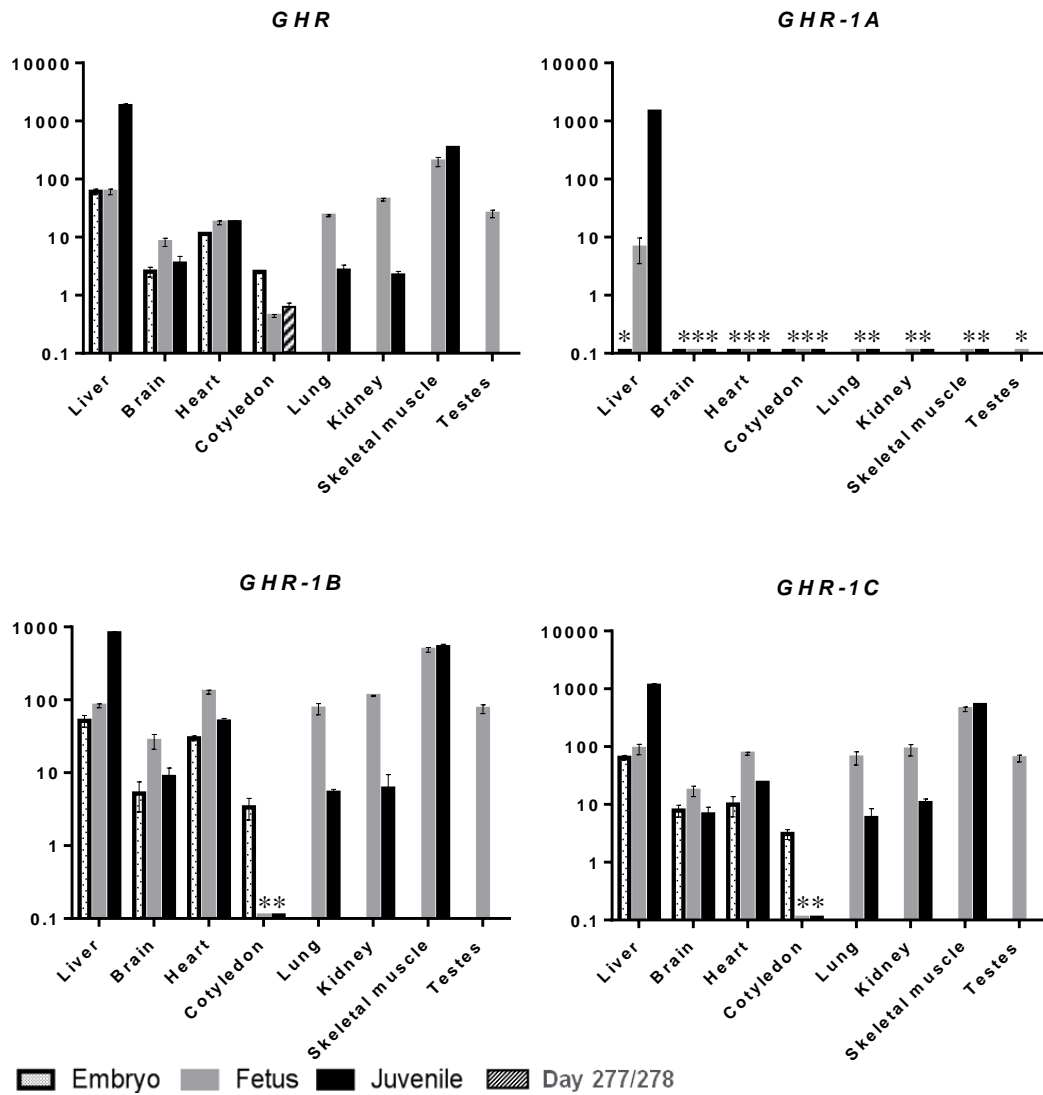 GHR
10000
1000
100
10
1
0.1
Liver
Brain
Heart
Cotyledon
Lung
Kidney
Skeletal muscle
Testes
GHR-1A
10000
1000
100
10
1
0.1
* *** *** *** ** ** ** *
Liver
Brain
Heart
Cotyledon
Lung
Kidney
Skeletal muscle
Testes
GHR-1B
1000
100
10
1
0.1
**
Liver
Brain
Heart
Cotyledon
Lung
Kidney
Skeletal muscle
Testes
GHR-1C
10000
1000
100
10
1
0.1
**
Liver
Brain
Heart
Cotyledon
Lung
Kidney
Skeletal muscle
Testes
Embryo Fetus Juvenile Day 277/278